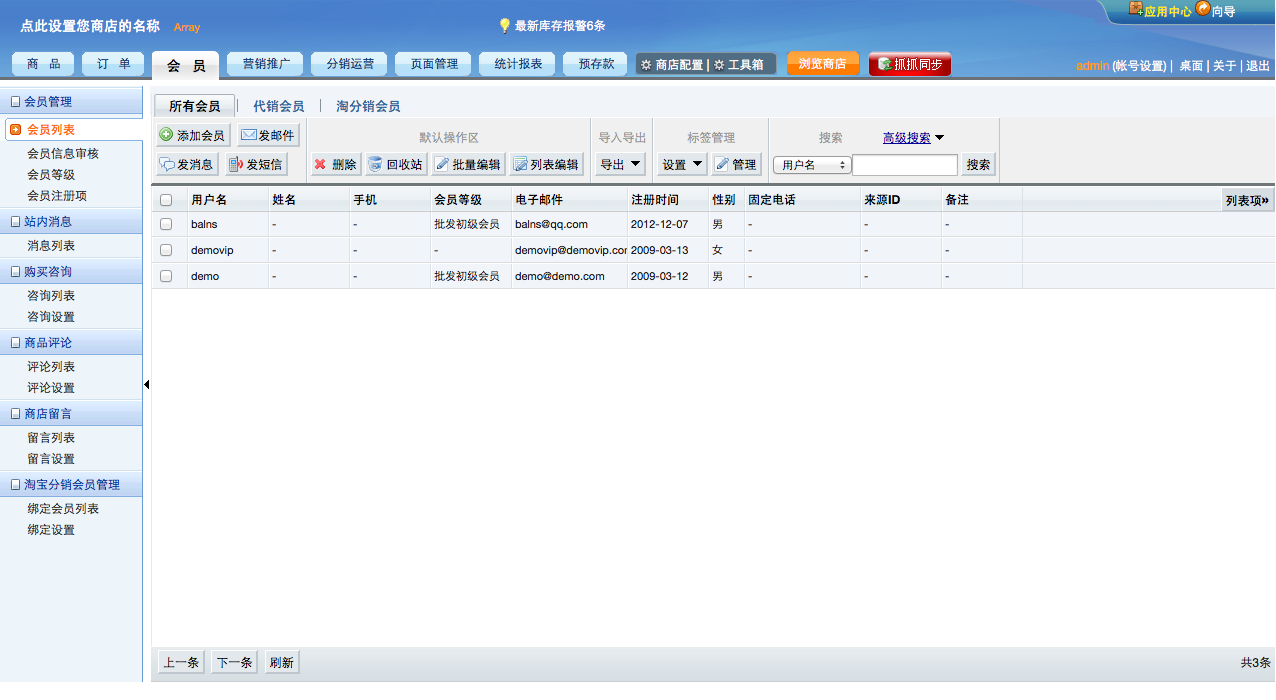 点此设置您商店的名称 Array 最新库存报警6条 应用中心 向导
商 品 订 单 会 员 营销推广 分销运营 页面管理 统计报表 预存款 商店配置 | 工具箱 浏览商店 抓抓同步 admin (帐号设置) | 桌面 | 关于 | 退出
会员管理
会员列表
会员信息审核
会员等级
会员注册项
站内消息
消息列表
购买咨询
咨询列表
咨询设置
商品评论
评论列表
评论设置
商店留言
留言列表
留言设置
淘宝分销会员管理
绑定会员列表
绑定设置
所有会员 | 代销会员 | 淘分销会员
添加会员 发邮件 默认操作区 导入导出 标签管理 搜索 高级搜索
发消息 发短信 删除 回收站 批量编辑 列表编辑 导出 设置 管理 用户名 搜索
用户名 姓名 手机 会员等级 电子邮件 注册时间 性别 固定电话 来源ID 备注 列表项»
balns - - 批发初级会员 balns@qq.com 2012-12-07 男 - - -
demovip - - - demovip@demovip.com 2009-03-13 女 - - -
demo - - 批发初级会员 demo@demo.com 2009-03-12 男 - - -
上一条 下一条 刷新 共3条